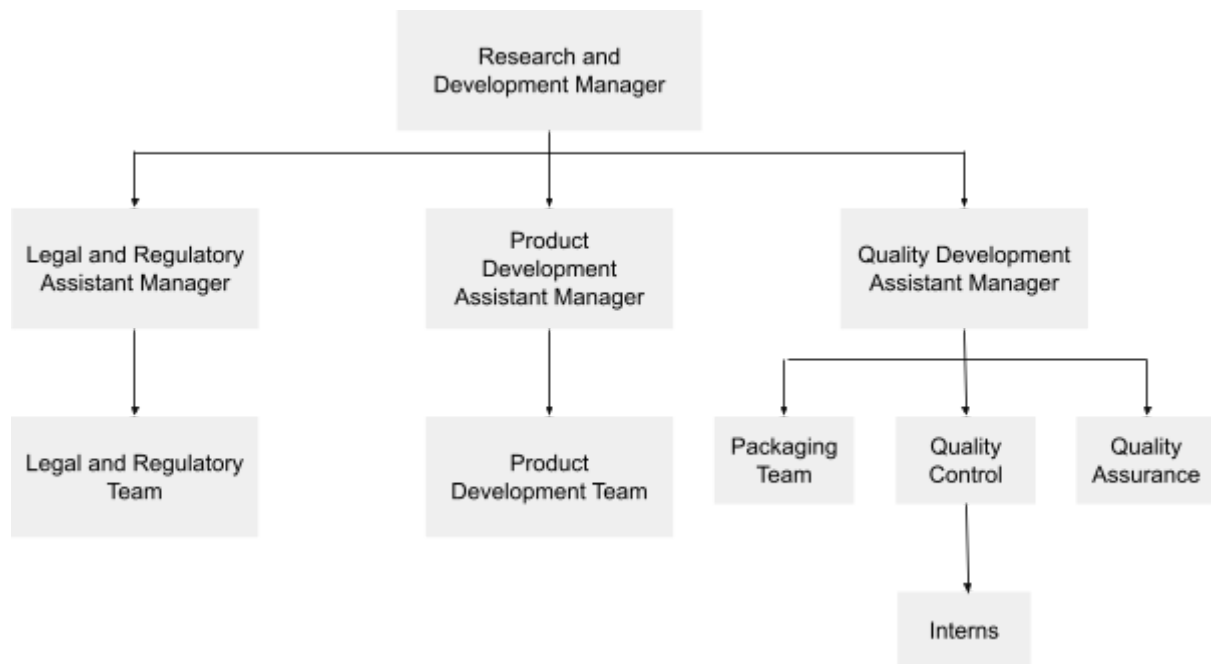 Research and
Development Manager
Legal and Regulatory
Assistant Manager
Product
Development
Assistant Manager
Quality Development
Assistant Manager
Legal and Regulatory
Team
Product
Development Team
Packaging
Team
Quality
Control
Quality
Assurance
Interns